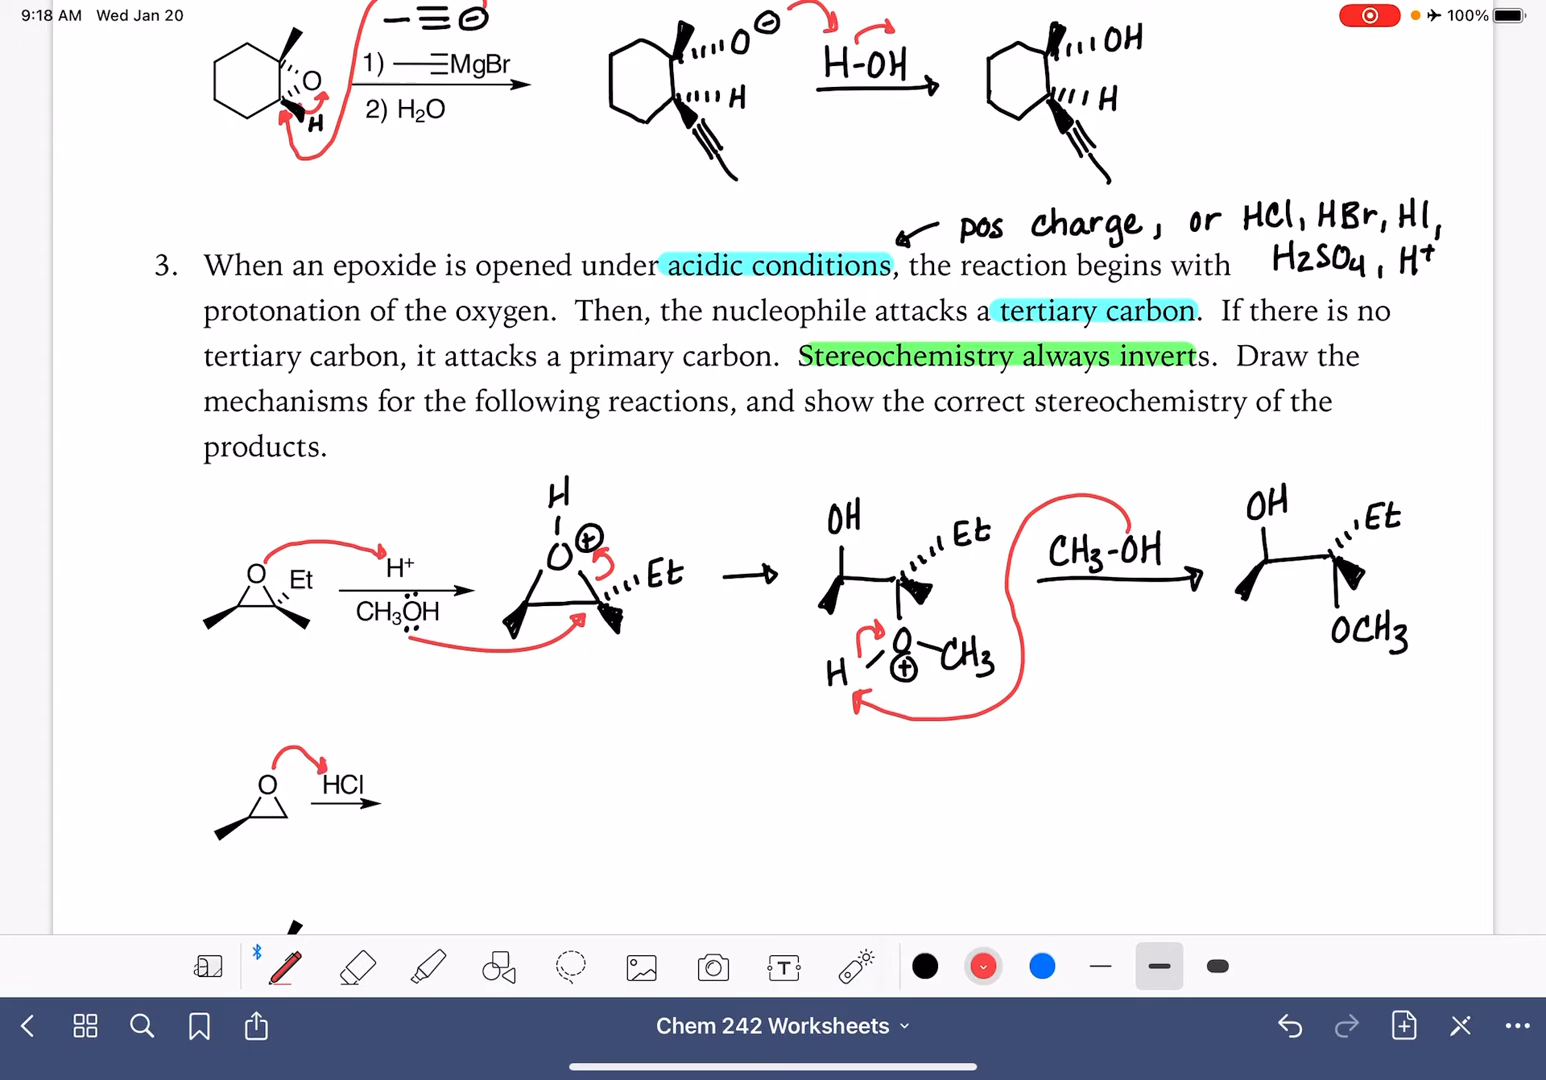 9:18 AM Wed Jan 20
100%
1) MgBr
2) H₂O
O
H
O
H
H-OH
OH
H
pos charge, or HCl, HBr, HI,
H₂SO₄, H⁺
3. When an epoxide is opened under acidic conditions, the reaction begins with
protonation of the oxygen. Then, the nucleophile attacks a tertiary carbon. If there is no
tertiary carbon, it attacks a primary carbon. Stereochemistry always inverts. Draw the
mechanisms for the following reactions, and show the correct stereochemistry of the
products.
O
Et
H⁺
CH₃OH
H
O
Et
OH
Et
H
O
CH₃
CH₃-OH
OH
Et
OCH₃
O
HCl
T
Chem 242 Worksheets